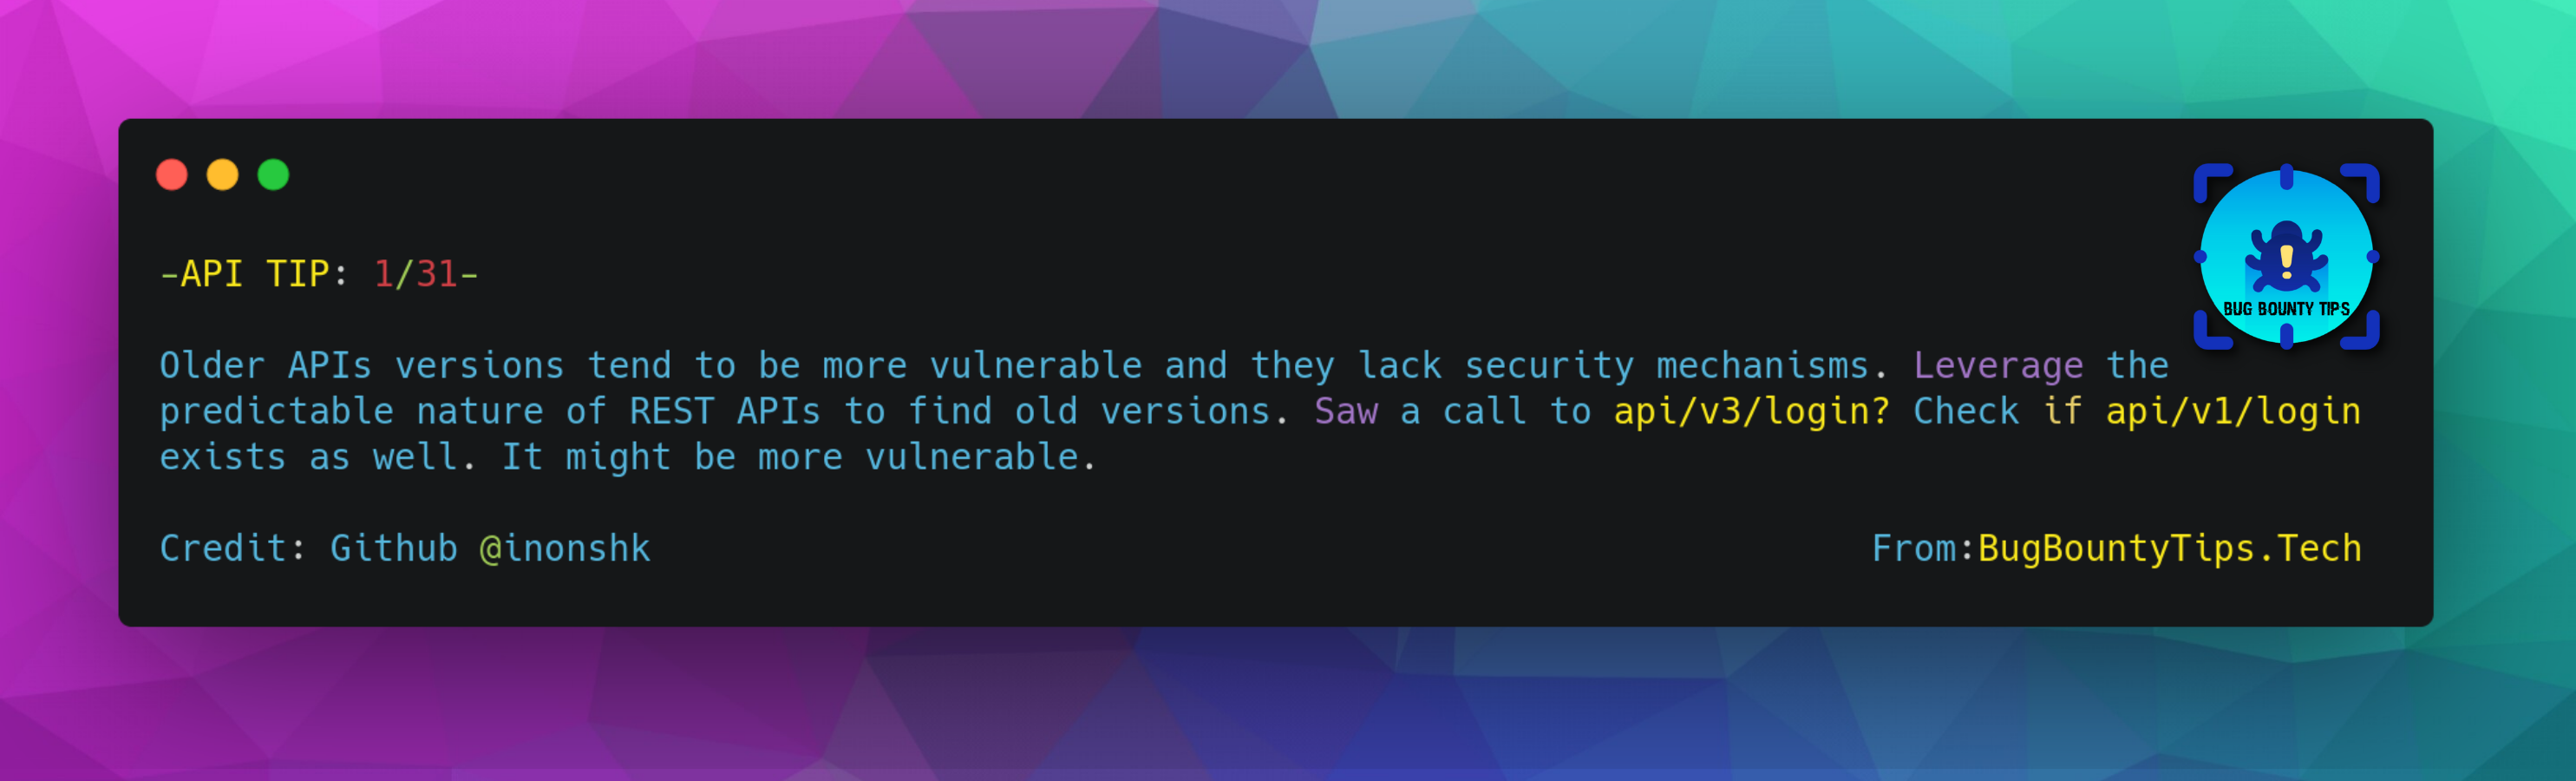 -API TIP: 1/31-
BUG BOUNTY TIPS
Older APIs versions tend to be more vulnerable and they lack security mechanisms. Leverage the
predictable nature of REST APIs to find old versions. Saw a call to api/v3/login? Check if api/v1/login
exists as well. It might be more vulnerable.
Credit: Github @inonshk
From:BugBountyTips.Tech